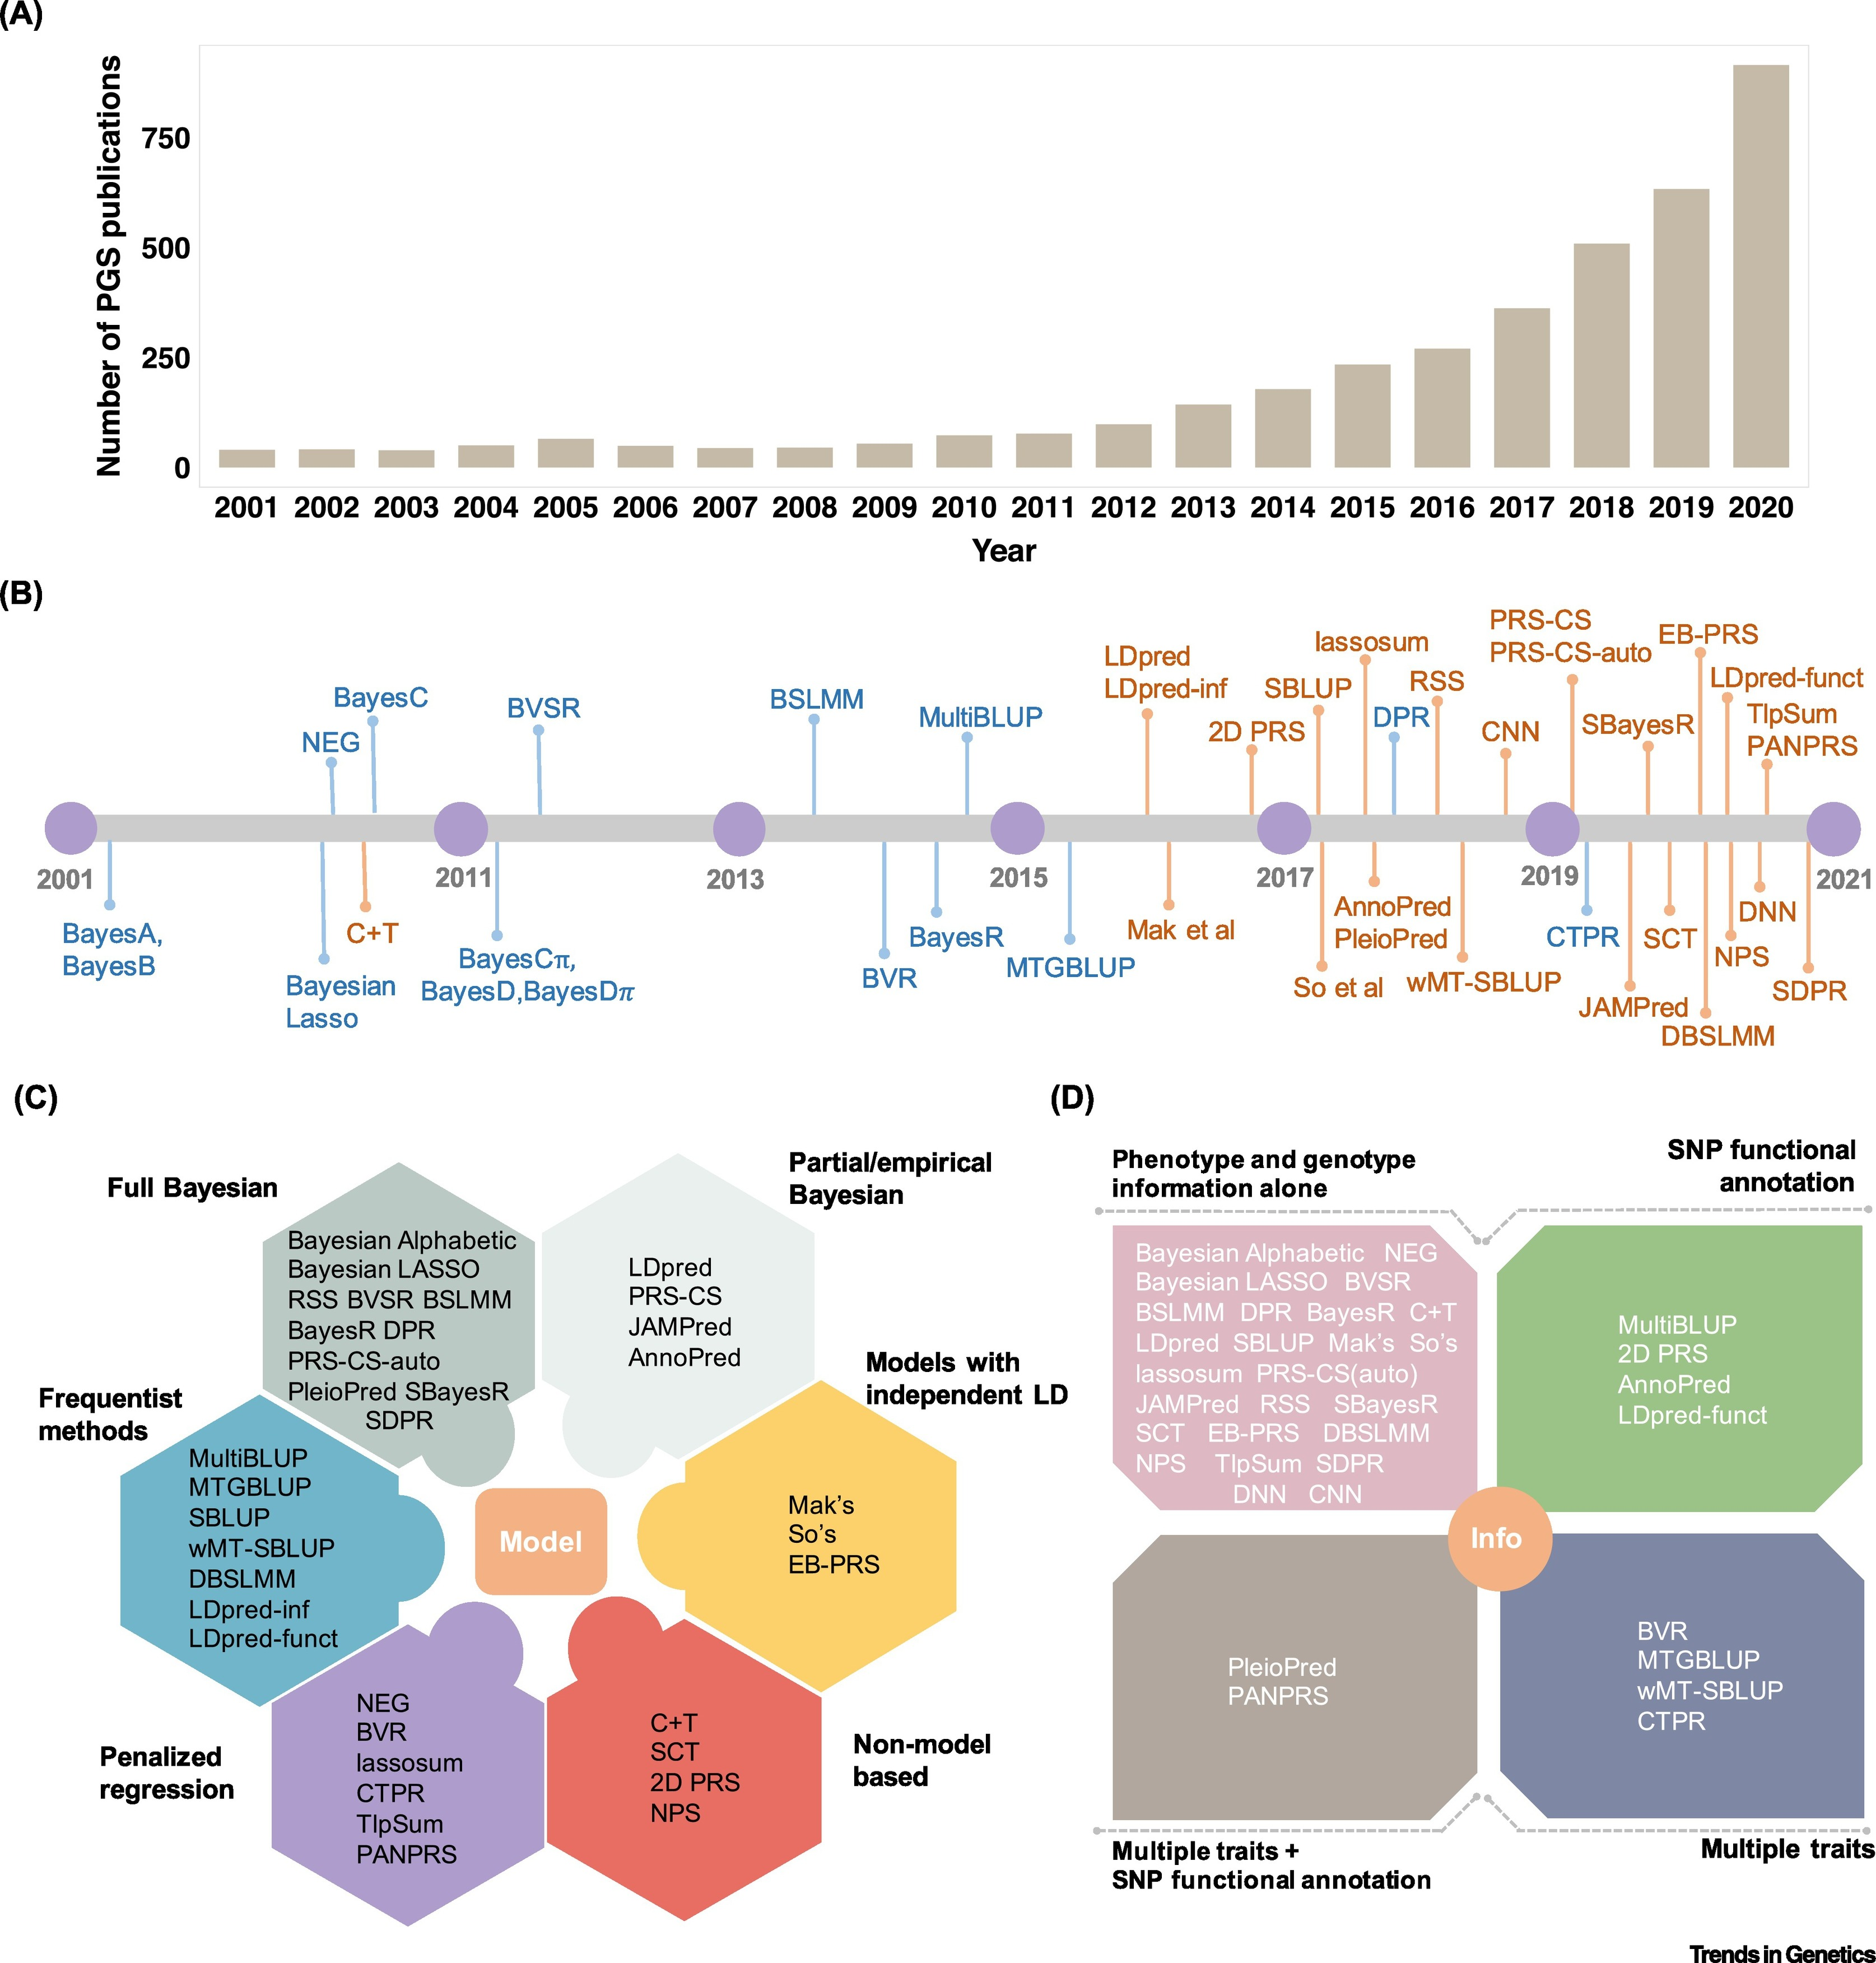 (A)
Number of PGS publications
750
500
250
0
2001 2002 2003 2004 2005 2006 2007 2008 2009 2010 2011 2012 2013 2014 2015 2016 2017 2018 2019 2020
Year
(B)
BayesC
NEG
BVSR
BSLMM
MultiBLUP
LDpred
LDpred-inf
2D PRS
SBLUP
lassosum
DPR
RSS
CNN
PRS-CS
PRS-CS-auto
SBayesR
EB-PRS
LDpred-funct
TlpSum
PANPRS
2001
2011
2013
2015
2017
2019
2021
BayesA,
BayesB
Bayesian
Lasso
C+T
BayesCπ,
BayesD,BayesDπ
BVR
BayesR
MTGBLUP
Mak et al
So et al
AnnoPred
PleioPred
wMT-SBLUP
CTPR
JAMPred
SCT
DBSLMM
NPS
DNN
SDPR
(C)
Full Bayesian
Bayesian Alphabetic
Bayesian LASSO
RSS BVSR BSLMM
BayesR DPR
PRS-CS-auto
PleioPred SBayesR
SDPR
Partial/empirical
Bayesian
LDpred
PRS-CS
JAMPred
AnnoPred
Frequentist
methods
MultiBLUP
MTGBLUP
SBLUP
wMT-SBLUP
DBSLMM
LDpred-inf
LDpred-funct
Model
Models with
independent LD
Mak's
So's
EB-PRS
Penalized
regression
NEG
BVR
lassosum
CTPR
TlpSum
PANPRS
C+T
SCT
2D PRS
NPS
Non-model
based
(D)
Phenotype and genotype
information alone
Bayesian Alphabetic NEG
Bayesian LASSO BVSR
BSLMM DPR BayesR C+T
LDpred SBLUP Mak's So's
lassosum PRS-CS(auto)
JAMPred RSS SBayesR
SCT EB-PRS DBSLMM
NPS TlpSum SDPR
DNN CNN
SNP functional
annotation
MultiBLUP
2D PRS
AnnoPred
LDpred-funct
Info
PleioPred
PANPRS
Multiple traits +
SNP functional annotation
BVR
MTGBLUP
wMT-SBLUP
CTPR
Multiple traits
Trends in Genetics